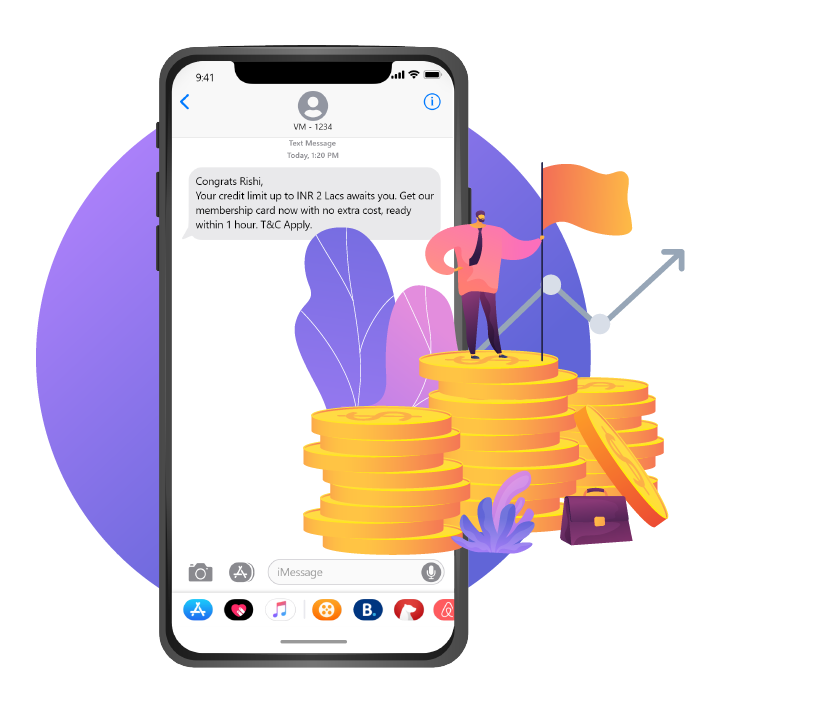 9:41
VM - 1234
Text Message
Today, 1:20 PM
Congrats Rishi,
Your credit limit up to INR 2 Lacs awaits you. Get our
membership card now with no extra cost, ready
within 1 hour. T&C Apply.
iMessage
B.